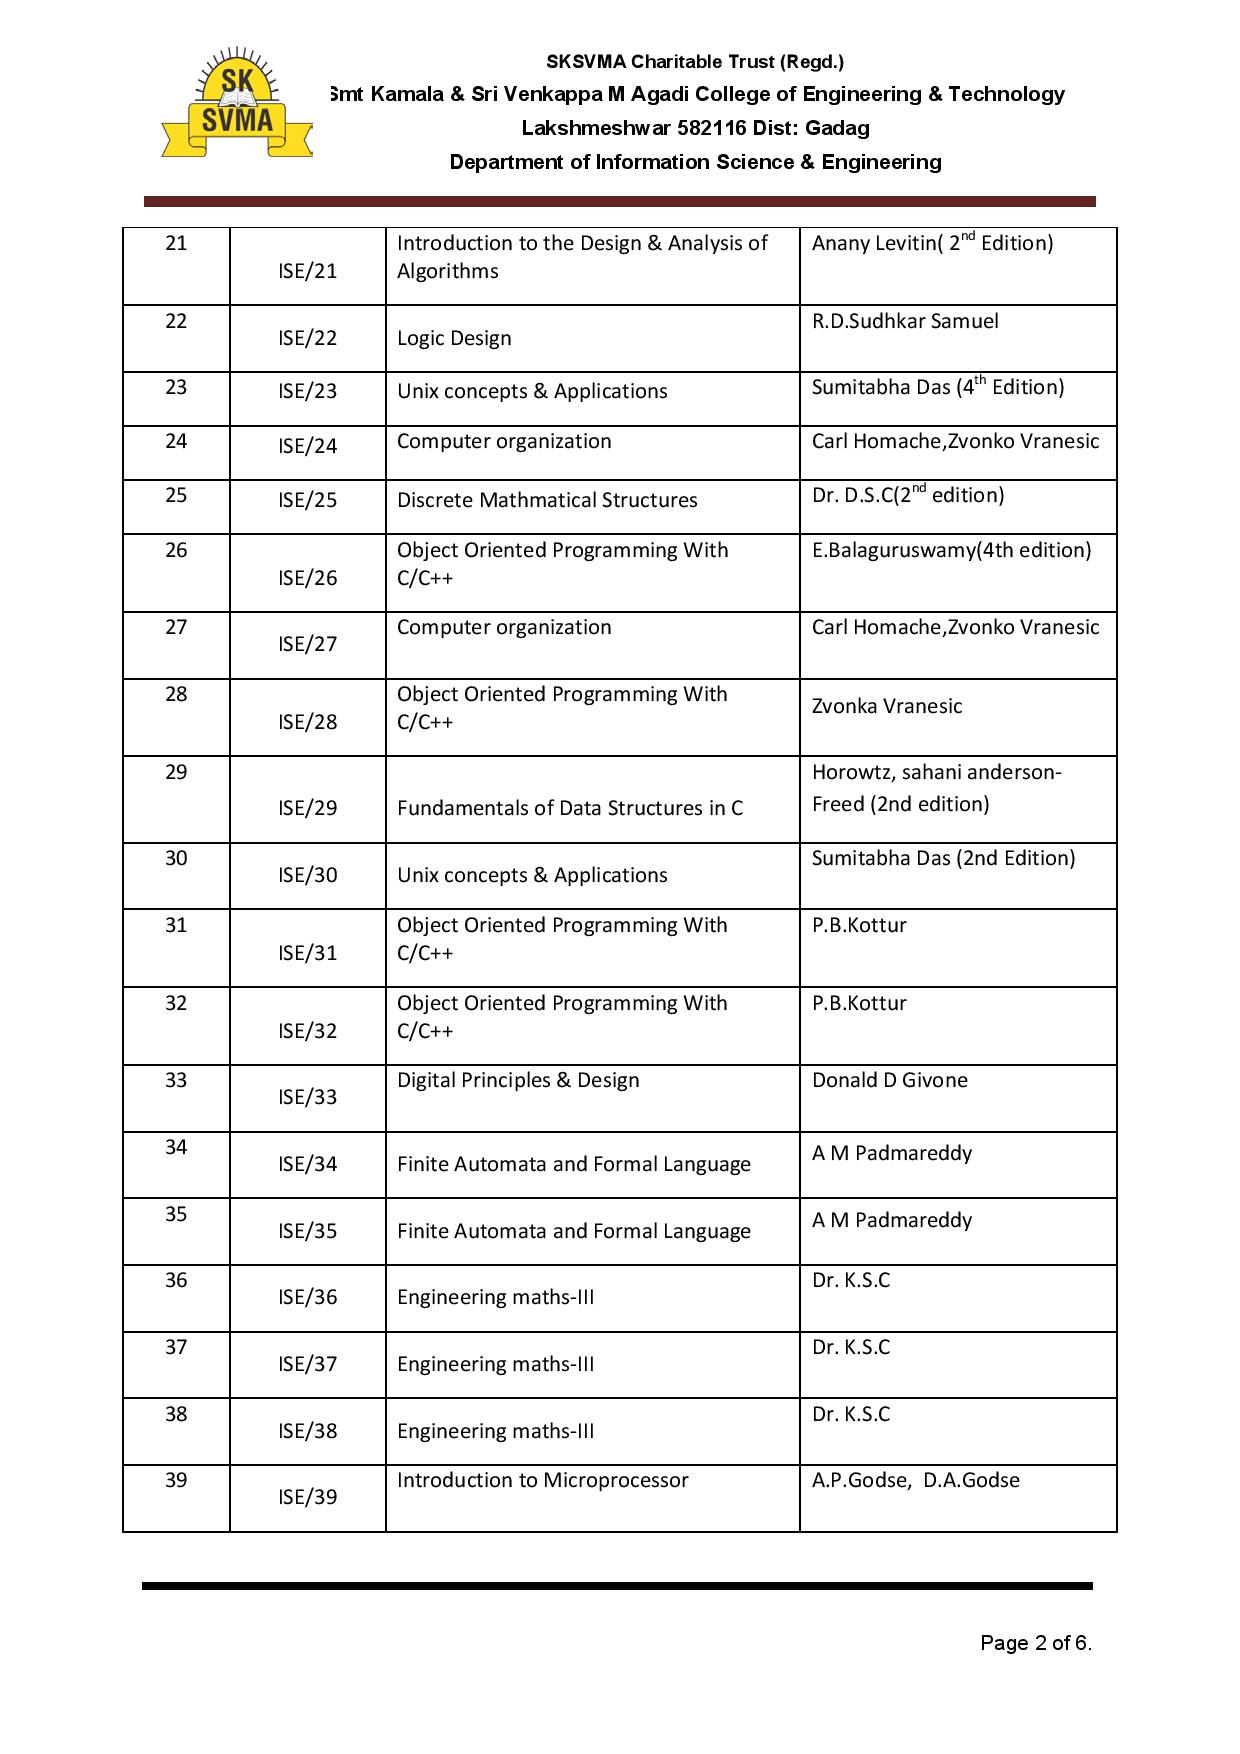 SK
SVMA
SKSVMA Charitable Trust (Regd.)
Smt Kamala & Sri Venkappa M Agadi College of Engineering & Technology
Lakshmeshwar 582116 Dist: Gadag
Department of Information Science & Engineering
21 ISE/21 Introduction to the Design & Analysis of Anany Levitin( 2nd Edition)
Algorithms
22 ISE/22 Logic Design R.D.Sudhkar Samuel
23 ISE/23 Unix concepts & Applications Sumitabha Das (4th Edition)
24 ISE/24 Computer organization Carl Homache,Zvonko Vranesic
25 ISE/25 Discrete Mathmatical Structures Dr. D.S.C(2nd edition)
26 ISE/26 Object Oriented Programming With E.Balaguruswamy(4th edition)
C/C++
27 ISE/27 Computer organization Carl Homache,Zvonko Vranesic
28 ISE/28 Object Oriented Programming With Zvonka Vranesic
C/C++
29 ISE/29 Fundamentals of Data Structures in C Horowtz, sahani anderson-
Freed (2nd edition)
30 ISE/30 Unix concepts & Applications Sumitabha Das (2nd Edition)
31 ISE/31 Object Oriented Programming With P.B.Kottur
C/C++
32 ISE/32 Object Oriented Programming With P.B.Kottur
C/C++
33 ISE/33 Digital Principles & Design Donald D Givone
34 ISE/34 Finite Automata and Formal Language A M Padmareddy
35 ISE/35 Finite Automata and Formal Language A M Padmareddy
36 ISE/36 Engineering maths-III Dr. K.S.C
37 ISE/37 Engineering maths-III Dr. K.S.C
38 ISE/38 Engineering maths-III Dr. K.S.C
39 ISE/39 Introduction to Microprocessor A.P.Godse, D.A.Godse
Page 2 of 6.